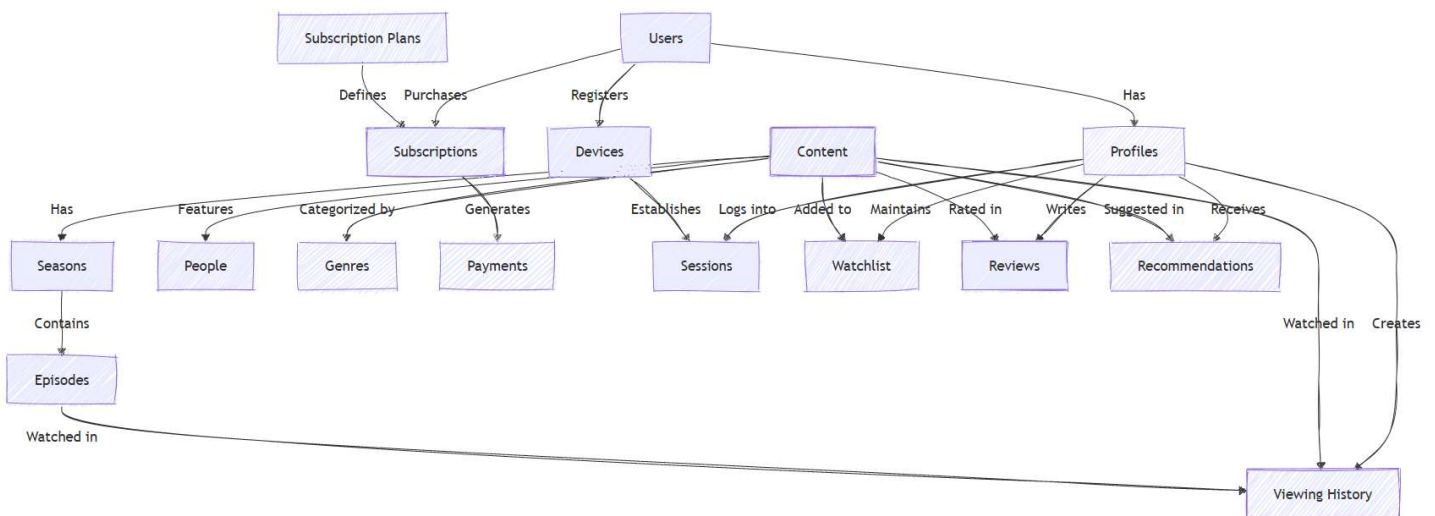 Subscription Plans
Users
Defines
Purchases
Registers
Has
Subscriptions
Devices
Content
Profiles
Has
Features
Categorized by
Generates
Establishes
Logs into
Added to
Maintains
Rated in
Writes
Suggested in
Receives
Seasons
People
Genres
Payments
Sessions
Watchlist
Reviews
Recommendations
Contains
Watched in
Creates
Episodes
Watched in
Viewing History